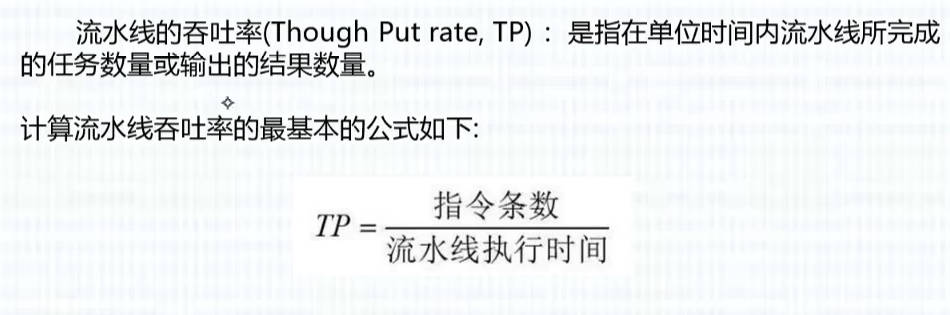 流水线的吞吐率(Though Put rate, TP) ：是指在单位时间内流水线所完成
的任务数量或输出的结果数量。
计算流水线吞吐率的最基本的公式如下:
TP = 指令条数 / 流水线执行时间